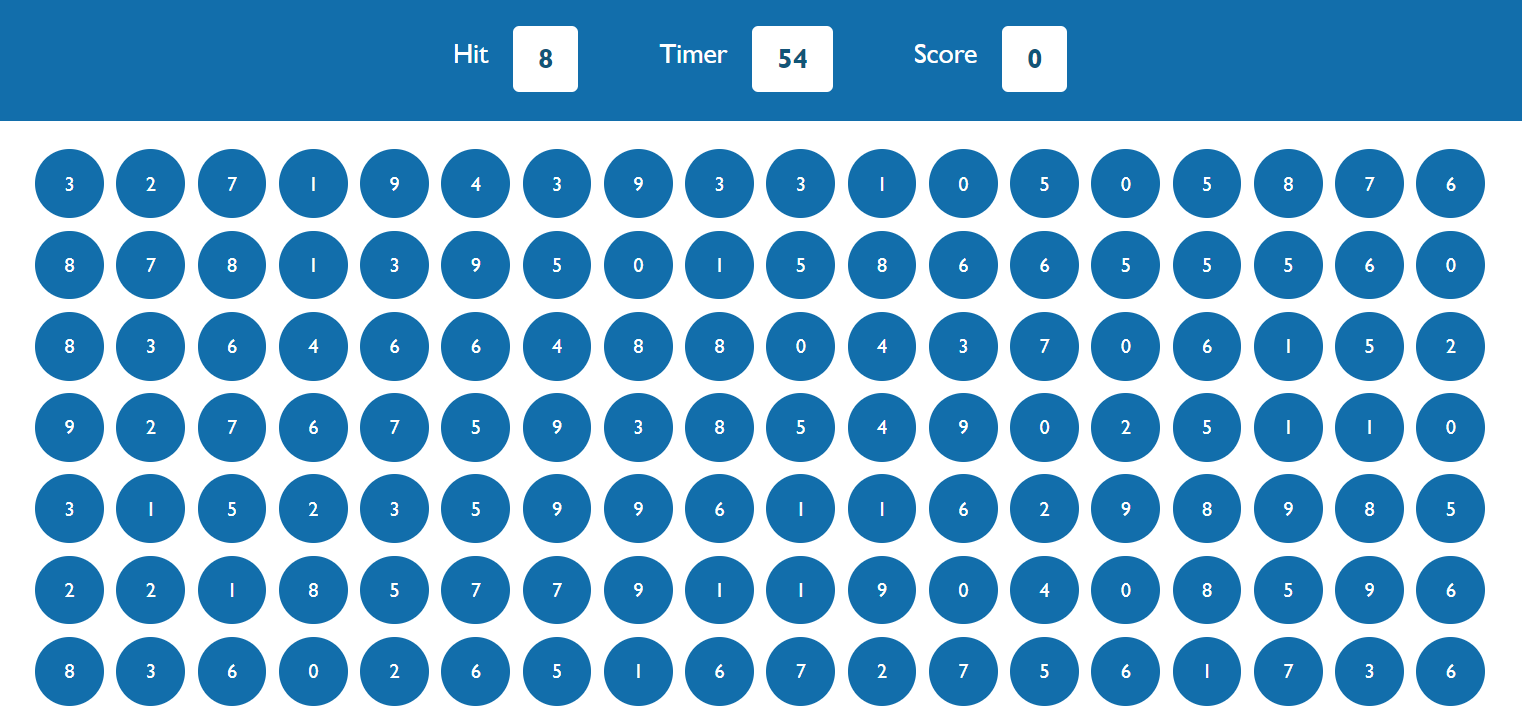 Hit 8 Timer 54 Score 0
3 2 7 1 9 4 3 9 3 3 1 0 5 0 5 8 7 6
8 7 8 1 3 9 5 0 1 5 8 6 6 5 5 5 6 0
8 3 6 4 6 6 4 8 8 0 4 3 7 0 6 1 5 2
9 2 7 6 7 5 9 3 8 5 4 9 0 2 5 1 1 0
3 1 5 2 3 5 9 9 6 1 1 6 2 9 8 9 8 5
2 2 1 8 5 7 7 9 1 1 9 0 4 0 8 5 9 6
8 3 6 0 2 6 5 1 6 7 2 7 5 6 1 7 3 6